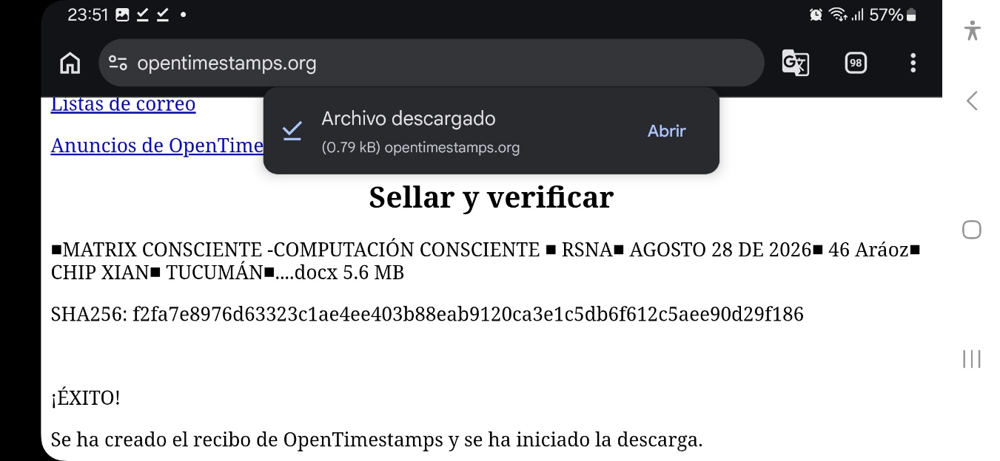 23:51
57%
opentimestamps.org
98
Listas de correo
Archivo descargado
(0.79 kB) opentimestamps.org
Abrir
Anuncios de OpenTime
Sellar y verificar
■MATRIX CONSCIENTE -COMPUTACIÓN CONSCIENTE ■ RSNA■ AGOSTO 28 DE 2026■ 46 Aráoz■
CHIP XIAN■ TUCUMÁN■....docx 5.6 MB
SHA256: f2fa7e8976d63323c1ae4ee403b88eab9120ca3e1c5db6f612c5aee90d29f186
¡ÉXITO!
Se ha creado el recibo de OpenTimestamps y se ha iniciado la descarga.